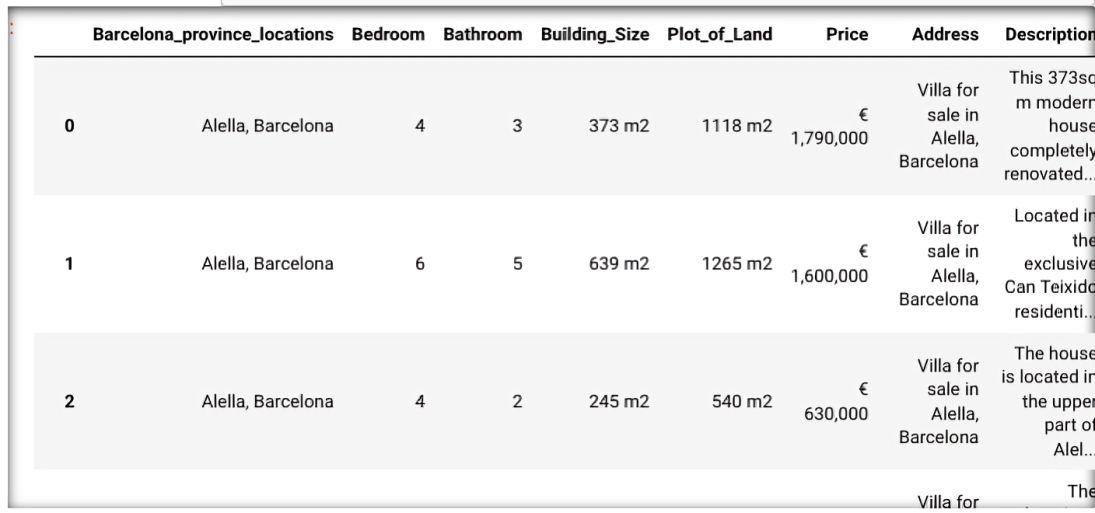 Barcelona_province_locations Bedroom Bathroom Building_Size Plot_of_Land Price Address Description
0 Alella, Barcelona 4 3 373 m2 1118 m2 € 1,790,000 Villa for sale in Alella, Barcelona This 373sq m modern house completely renovated...
1 Alella, Barcelona 6 5 639 m2 1265 m2 € 1,600,000 Villa for sale in Alella, Barcelona Located in the exclusive Can Teixido residenti...
2 Alella, Barcelona 4 2 245 m2 540 m2 € 630,000 Villa for sale in Alella, Barcelona The house is located in the upper part of Alel...
Villa for The